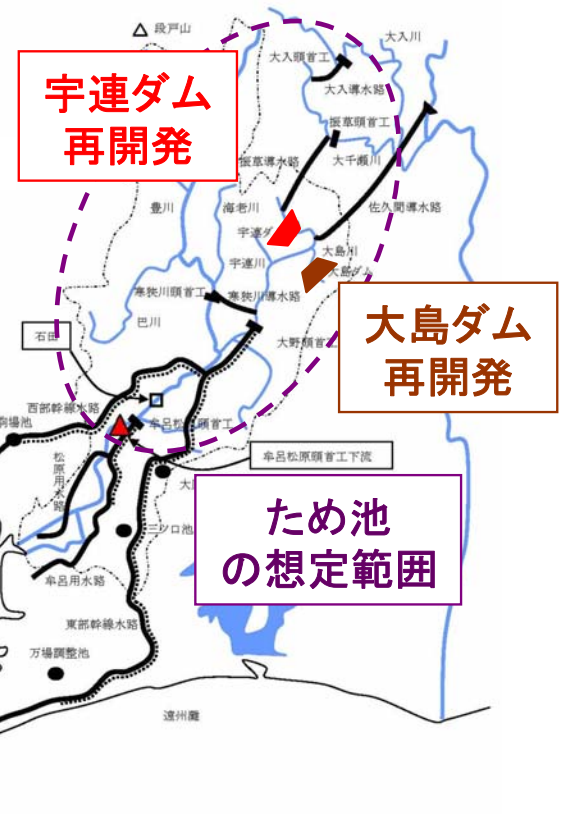 段戸山
大入川
大入頭首工
宇連ダム
再開発
大入導水路
振草頭首工
振草導水路
大千瀬川
豊川
海老川
佐久間導水路
宇連ダ
大島川
宇連川
大島ダム
寒狭川頭首工
寒狭川導水路
巴川
石田
大野頭首工
大島ダム
再開発
西部幹線水路
駒場池
牟呂松原頭首工
松原用水路
牟呂松原頭首工下流
ため池
の想定範囲
三ツ口池
牟呂用水路
東部幹線水路
万場調整池
遠州灘